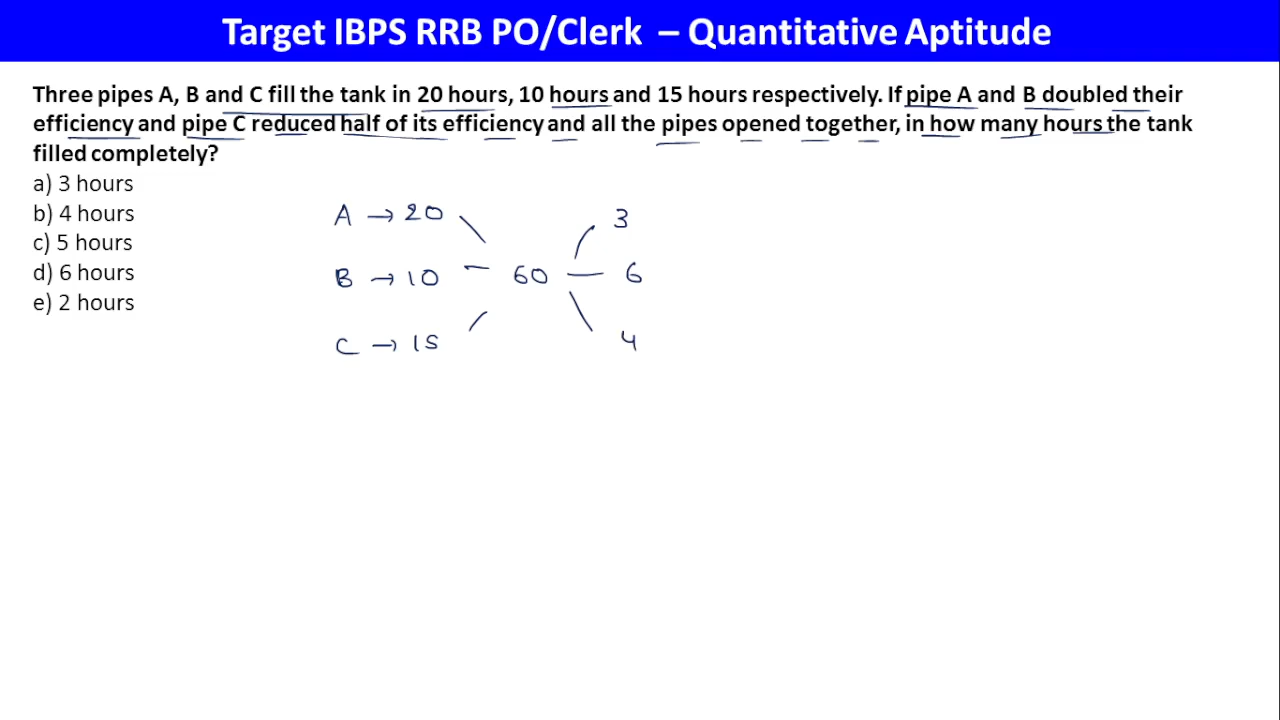 Target IBPS RRB PO/Clerk – Quantitative Aptitude
Three pipes A, B and C fill the tank in 20 hours, 10 hours and 15 hours respectively. If pipe A and B doubled their
efficiency and pipe C reduced half of its efficiency and all the pipes opened together, in how many hours the tank
filled completely?
a) 3 hours
b) 4 hours
c) 5 hours
d) 6 hours
e) 2 hours
A → 20
B → 10
C → 15
60
3
6
4